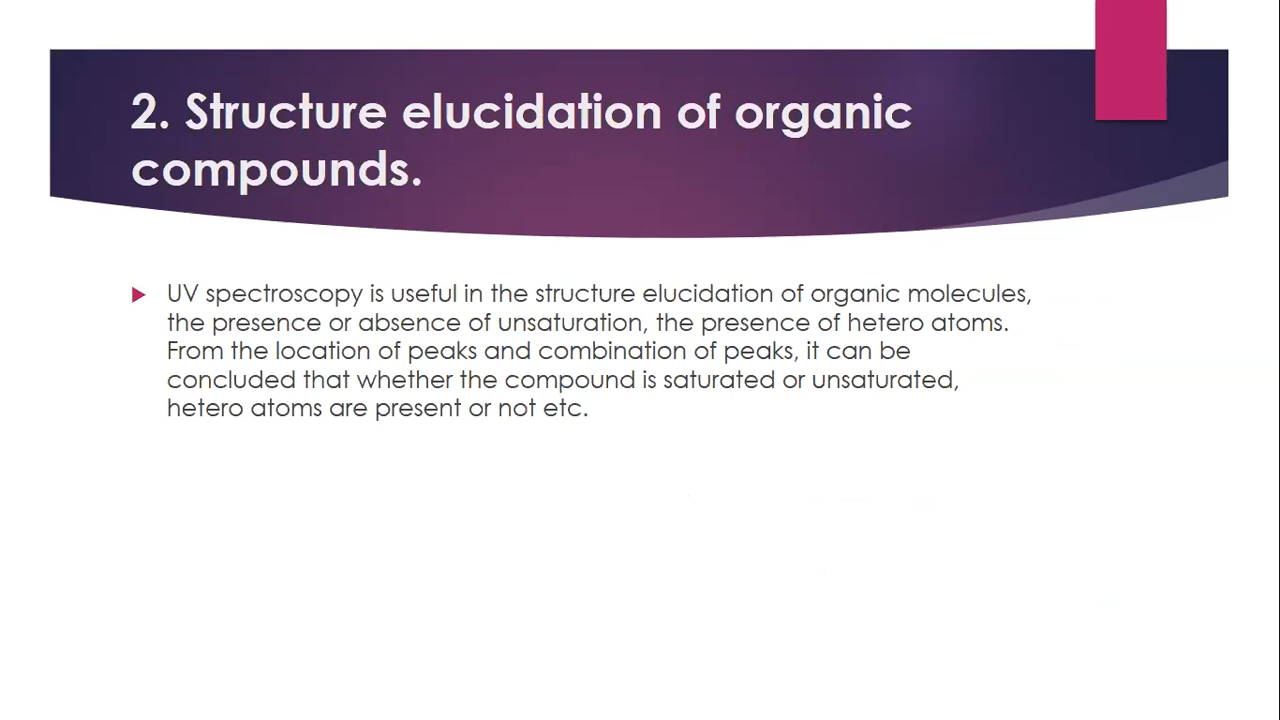 2. Structure elucidation of organic
compounds.
UV spectroscopy is useful in the structure elucidation of organic molecules,
the presence or absence of unsaturation, the presence of hetero atoms.
From the location of peaks and combination of peaks, it can be
concluded that whether the compound is saturated or unsaturated,
hetero atoms are present or not etc.